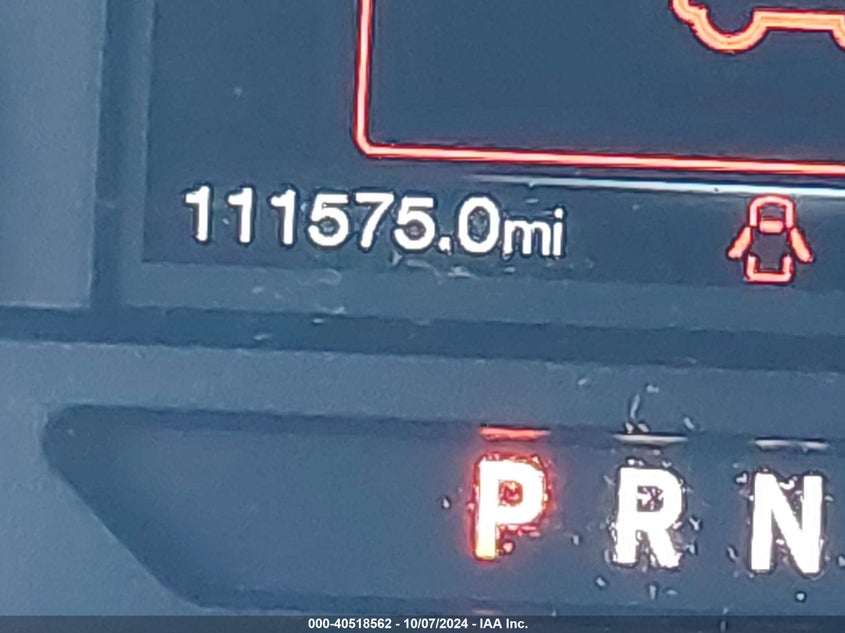 111575.0mi
P R N
000-40518562 - 10/07/2024 - IAA Inc.